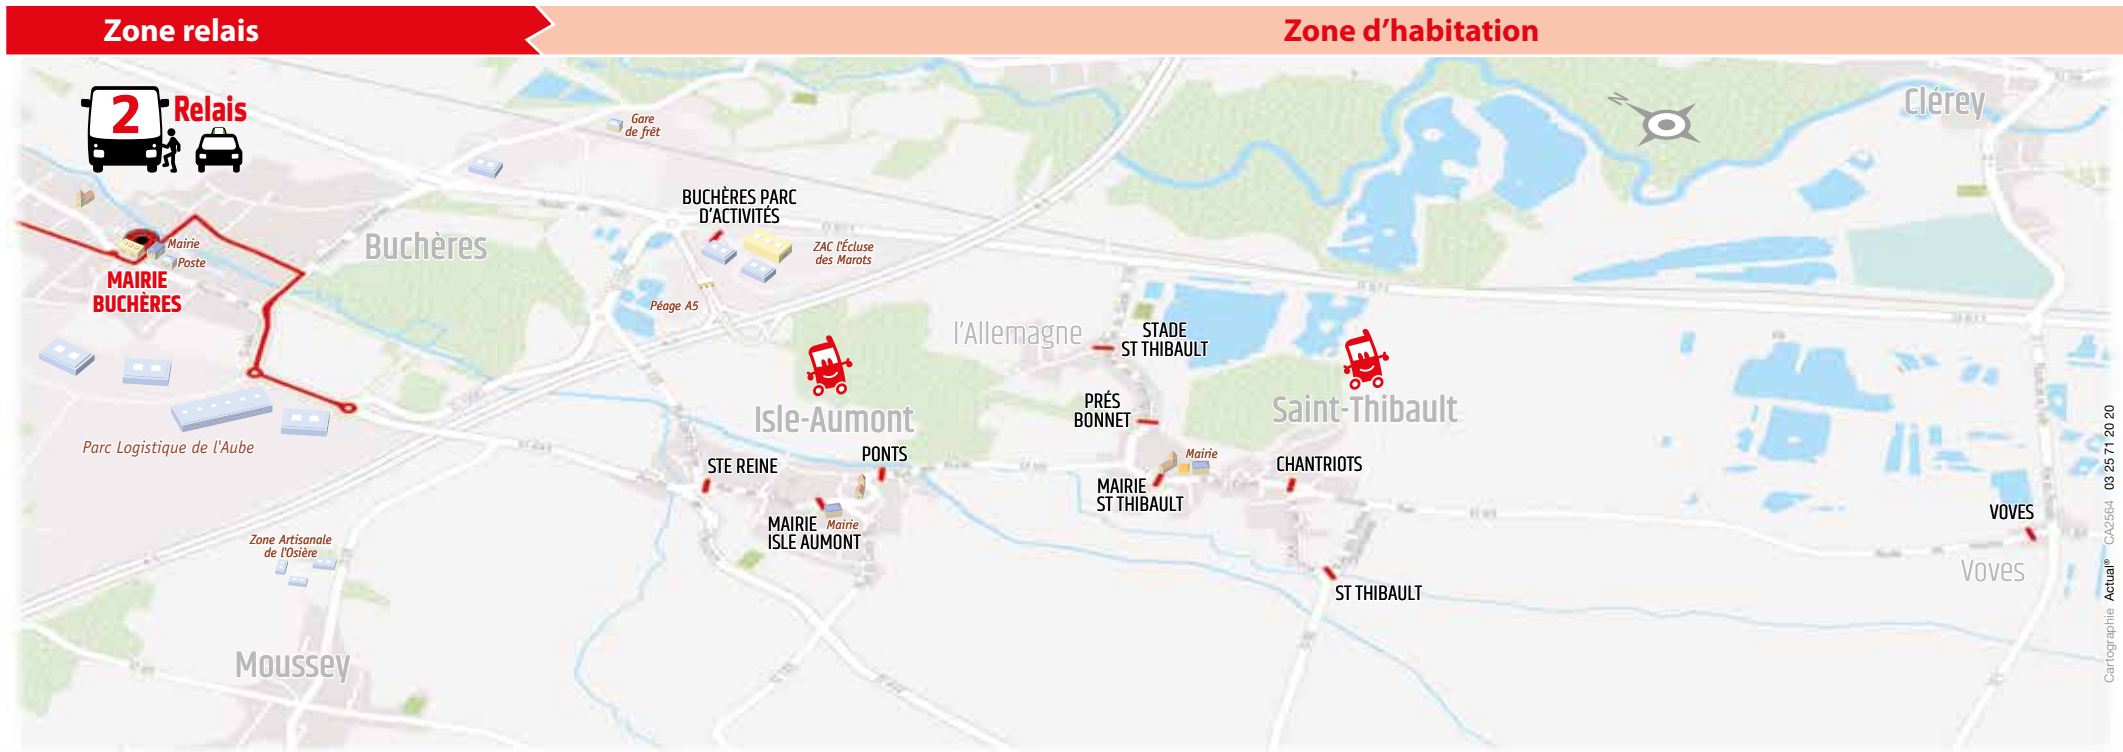 Zone relais
Zone d'habitation
2
Relais
Gare
de frêt
N
Clérey
BUCHÈRES PARC
D'ACTIVITÉS
Buchères
Mairie
Poste
MAIRIE
BUCHÈRES
ZAC l'Écluse
des Marots
Péage A5
l'Allemagne
STADE
ST THIBAULT
Isle-Aumont
PRÉS
BONNET
Saint-Thibault
Parc Logistique de l'Aube
STE REINE
PONTS
Mairie
CHANTRIOTS
MAIRIE
ST THIBAULT
MAIRIE
ISLE AUMONT
Mairie
VOVES
Voves
Zone Artisanale
de l'Osière
ST THIBAULT
Moussey
Cartographie Actual® CA2564 03 25 71 20 20